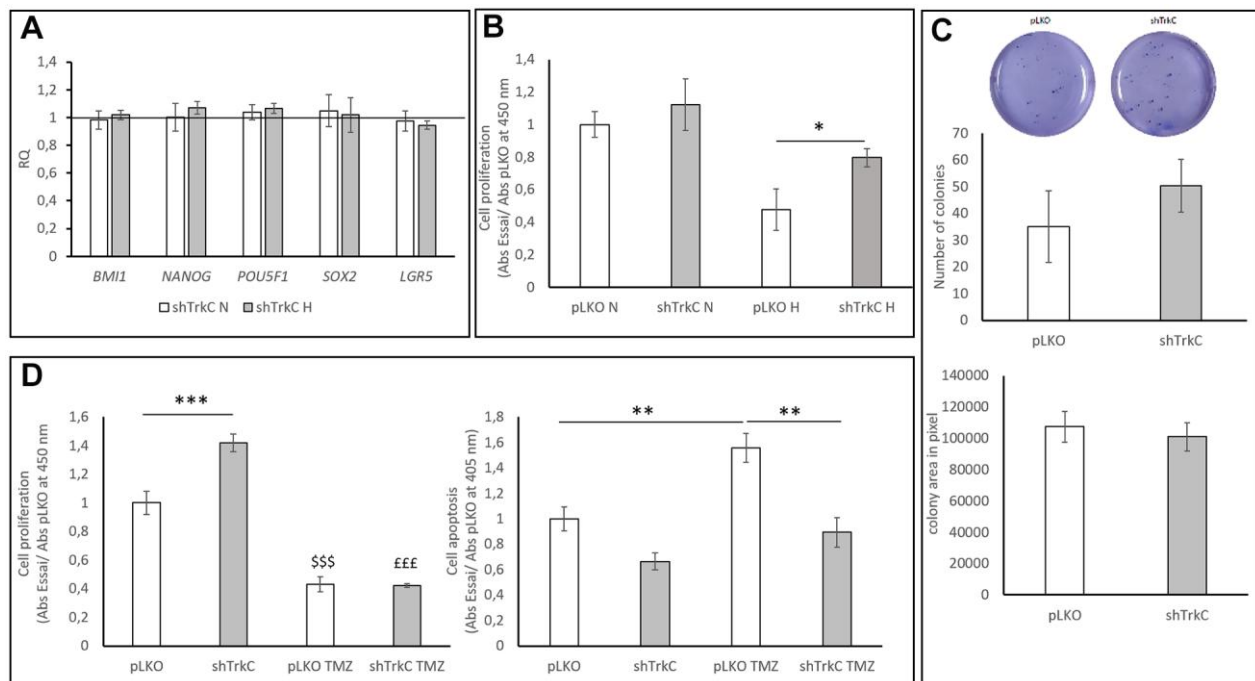 A
1,4
1,2
1
0,8
0,6
0,4
0,2
0
RQ
BMI1 NANOG POU5F1 SOX2 LGR5
shTrkC N shTrkC H
B
1,4
1,2
1
0,8
0,6
0,4
0,2
0
Cell proliferation
(Abs Essai/ Abs pLKO at 450 nm)
*
pLKO N shTrkC N pLKO H shTrkC H
C
pLKO shTrkC
70
60
50
40
30
20
10
0
Number of colonies
pLKO shTrkC
140000
120000
100000
80000
60000
40000
20000
0
colony area in pixel
pLKO shTrkC
D
***
1,6
1,4
1,2
1
0,8
0,6
0,4
0,2
0
Cell proliferation
(Abs Essai/ Abs pLKO at 450 nm
$$$ £££
pLKO shTrkC pLKO TMZ shTrkC TMZ
** **
1,8
1,6
1,4
1,2
1
0,8
0,6
0,4
0,2
0
Cell apoptosis
(Abs Essai/ Abs pLKO at 405 nm)
pLKO shTrkC pLKO TMZ shTrkC TMZ